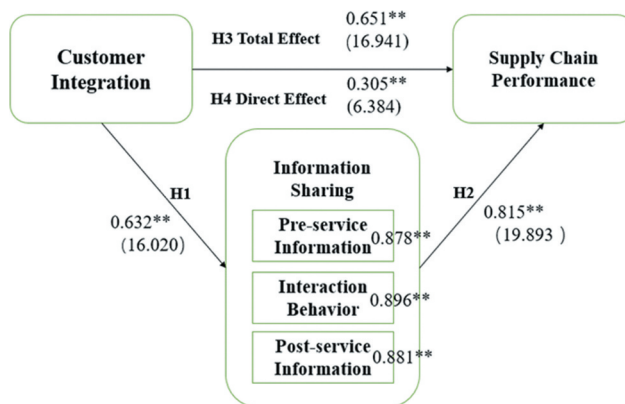 Customer
Integration
H3 Total Effect
0.651**
(16.941)
H4 Direct Effect
0.305**
(6.384)
Supply Chain
Performance
H1
0.632**
(16.020)
Information
Sharing
Pre-service
Information
0.878**
Interaction
Behavior
0.896**
Post-service
Information
0.881**
H2
0.815**
(19.893 )